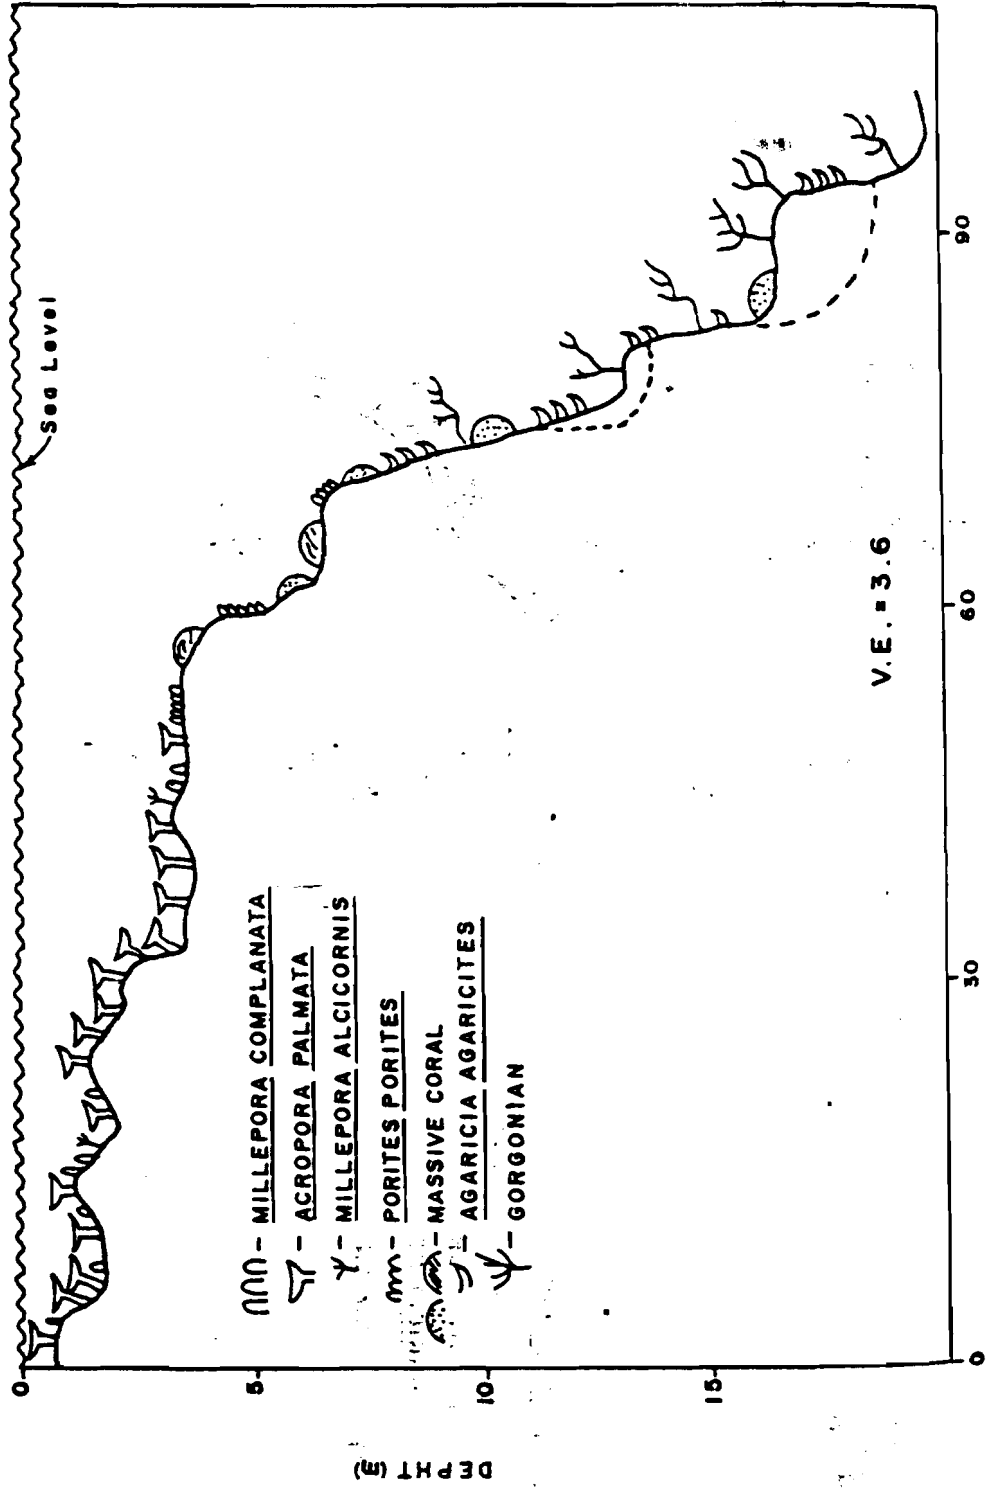 Sea Level
0
5
10
15
DEPHT (m)
MILLEPORA COMPLANATA
ACROPORA PALMATA
MILLEPORA ALCICORNIS
PORITES PORITES
MASSIVE CORAL
AGARICIA AGARICITES
GORGONIAN
V.E. = 3.6
0
30
60
90